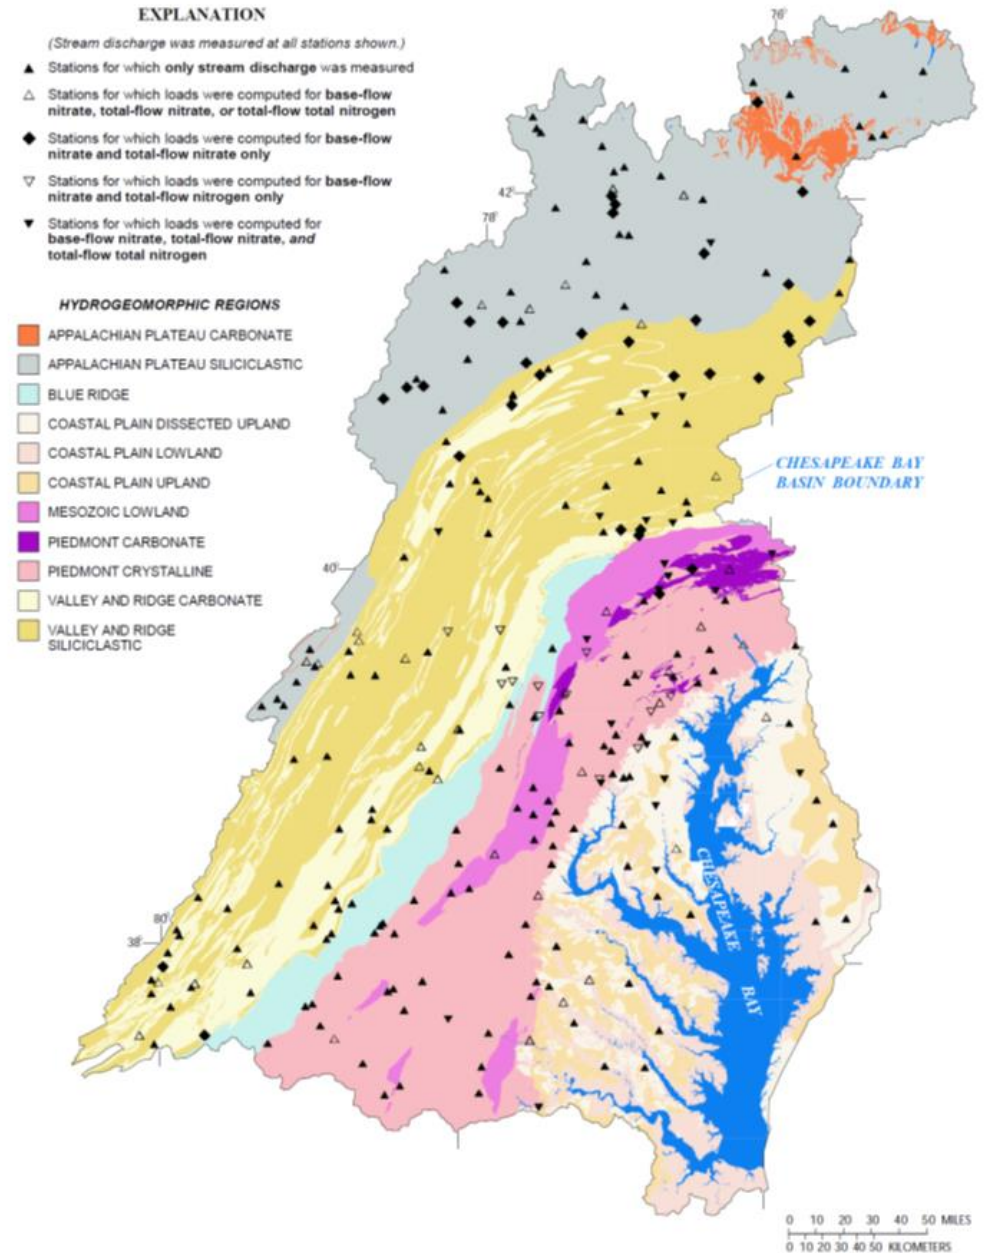 EXPLANATION
(Stream discharge was measured at all stations shown.)
Stations for which only stream discharge was measured
Stations for which loads were computed for base-flow
nitrate, total-flow nitrate, or total-flow total nitrogen
Stations for which loads were computed for base-flow
nitrate and total-flow nitrate only
Stations for which loads were computed for base-flow
nitrate and total-flow nitrogen only
Stations for which loads were computed for
base-flow nitrate, total-flow nitrate, and
total-flow total nitrogen
HYDROGEOMORPHIC REGIONS
APPALACHIAN PLATEAU CARBONATE
APPALACHIAN PLATEAU SILICICLASTIC
BLUE RIDGE
COASTAL PLAIN DISSECTED UPLAND
COASTAL PLAIN LOWLAND
COASTAL PLAIN UPLAND
MESOZOIC LOWLAND
PIEDMONT CARBONATE
PIEDMONT CRYSTALLINE
VALLEY AND RIDGE CARBONATE
VALLEY AND RIDGE
SILICICLASTIC
76°
42°
78°
CHESAPEAKE BAY
BASIN BOUNDARY
40°
80°
38°
CHESAPEAKE
BAY
0 10 20 30 40 50 MILES
0 10 20 30 40 50 KILOMETERS